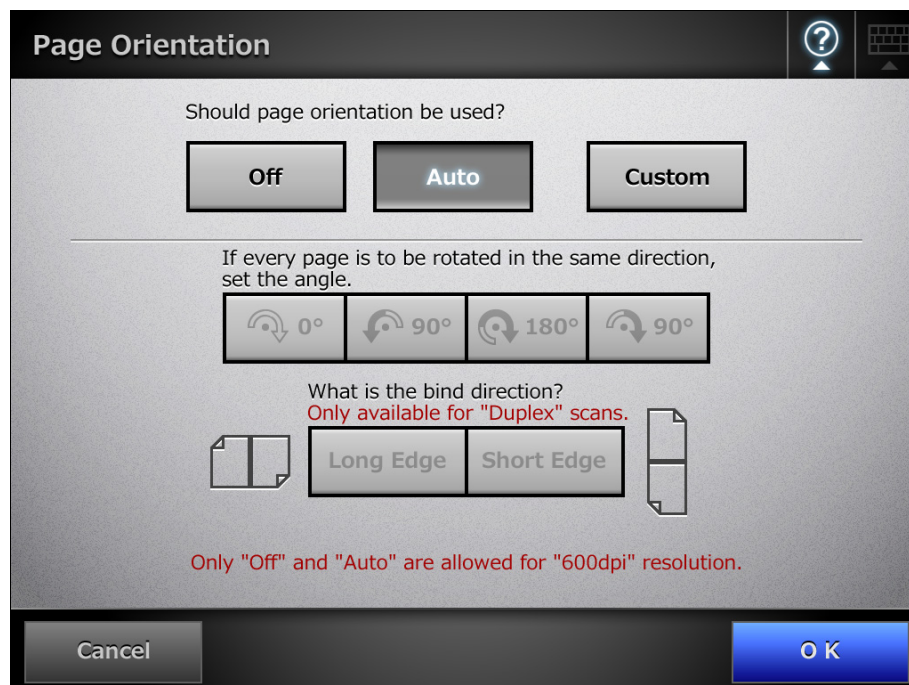 Page Orientation
?
Should page orientation be used?
Off
Auto
Custom
If every page is to be rotated in the same direction,
set the angle.
0°
90°
180°
90°
What is the bind direction?
Only available for "Duplex" scans.
Long Edge
Short Edge
Only "Off" and "Auto" are allowed for "600dpi" resolution.
Cancel
OK